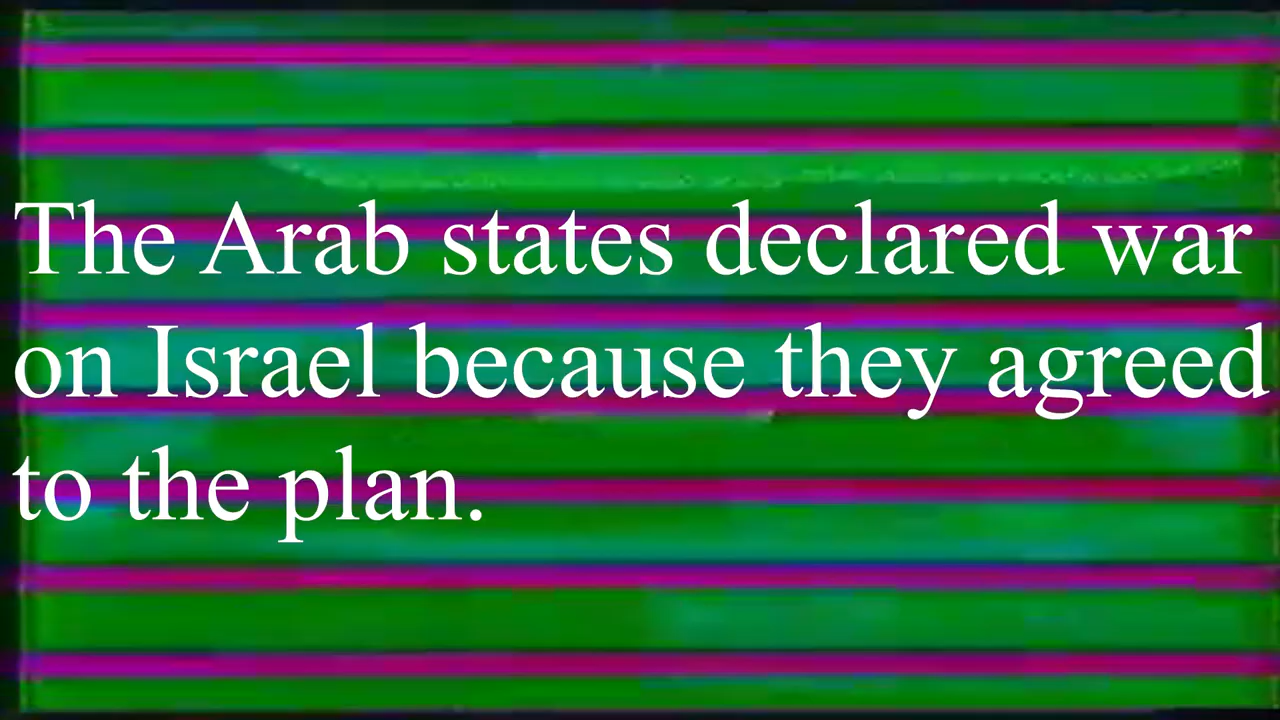 The Arab states declared war
on Israel because they agreed
to the plan.